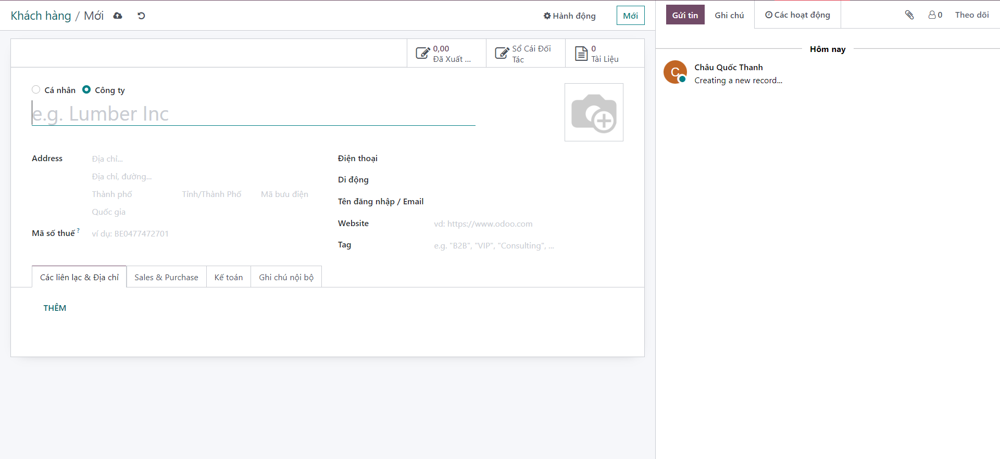 Khách hàng / Mới
Hành động
Mới
Gửi tin
Ghi chú
Các hoạt động
0
Theo dõi
0,00
Đã Xuất ...
Sổ Cái Đối
Tác
0
Tài Liệu
Hôm nay
C
Châu Quốc Thanh
Creating a new record...
Cá nhân
Công ty
e.g. Lumber Inc
Address
Địa chỉ...
Địa chỉ, đường...
Thành phố
Tỉnh/Thành Phố
Mã bưu điện
Quốc gia
Mã số thuế ?
ví dụ: BE0477472701
Điện thoại
Di động
Tên đăng nhập / Email
Website
vd: https://www.odoo.com
Tag
e.g. "B2B", "VIP", "Consulting", ...
Các liên lạc & Địa chỉ
Sales & Purchase
Kế toán
Ghi chú nội bộ
THÊM